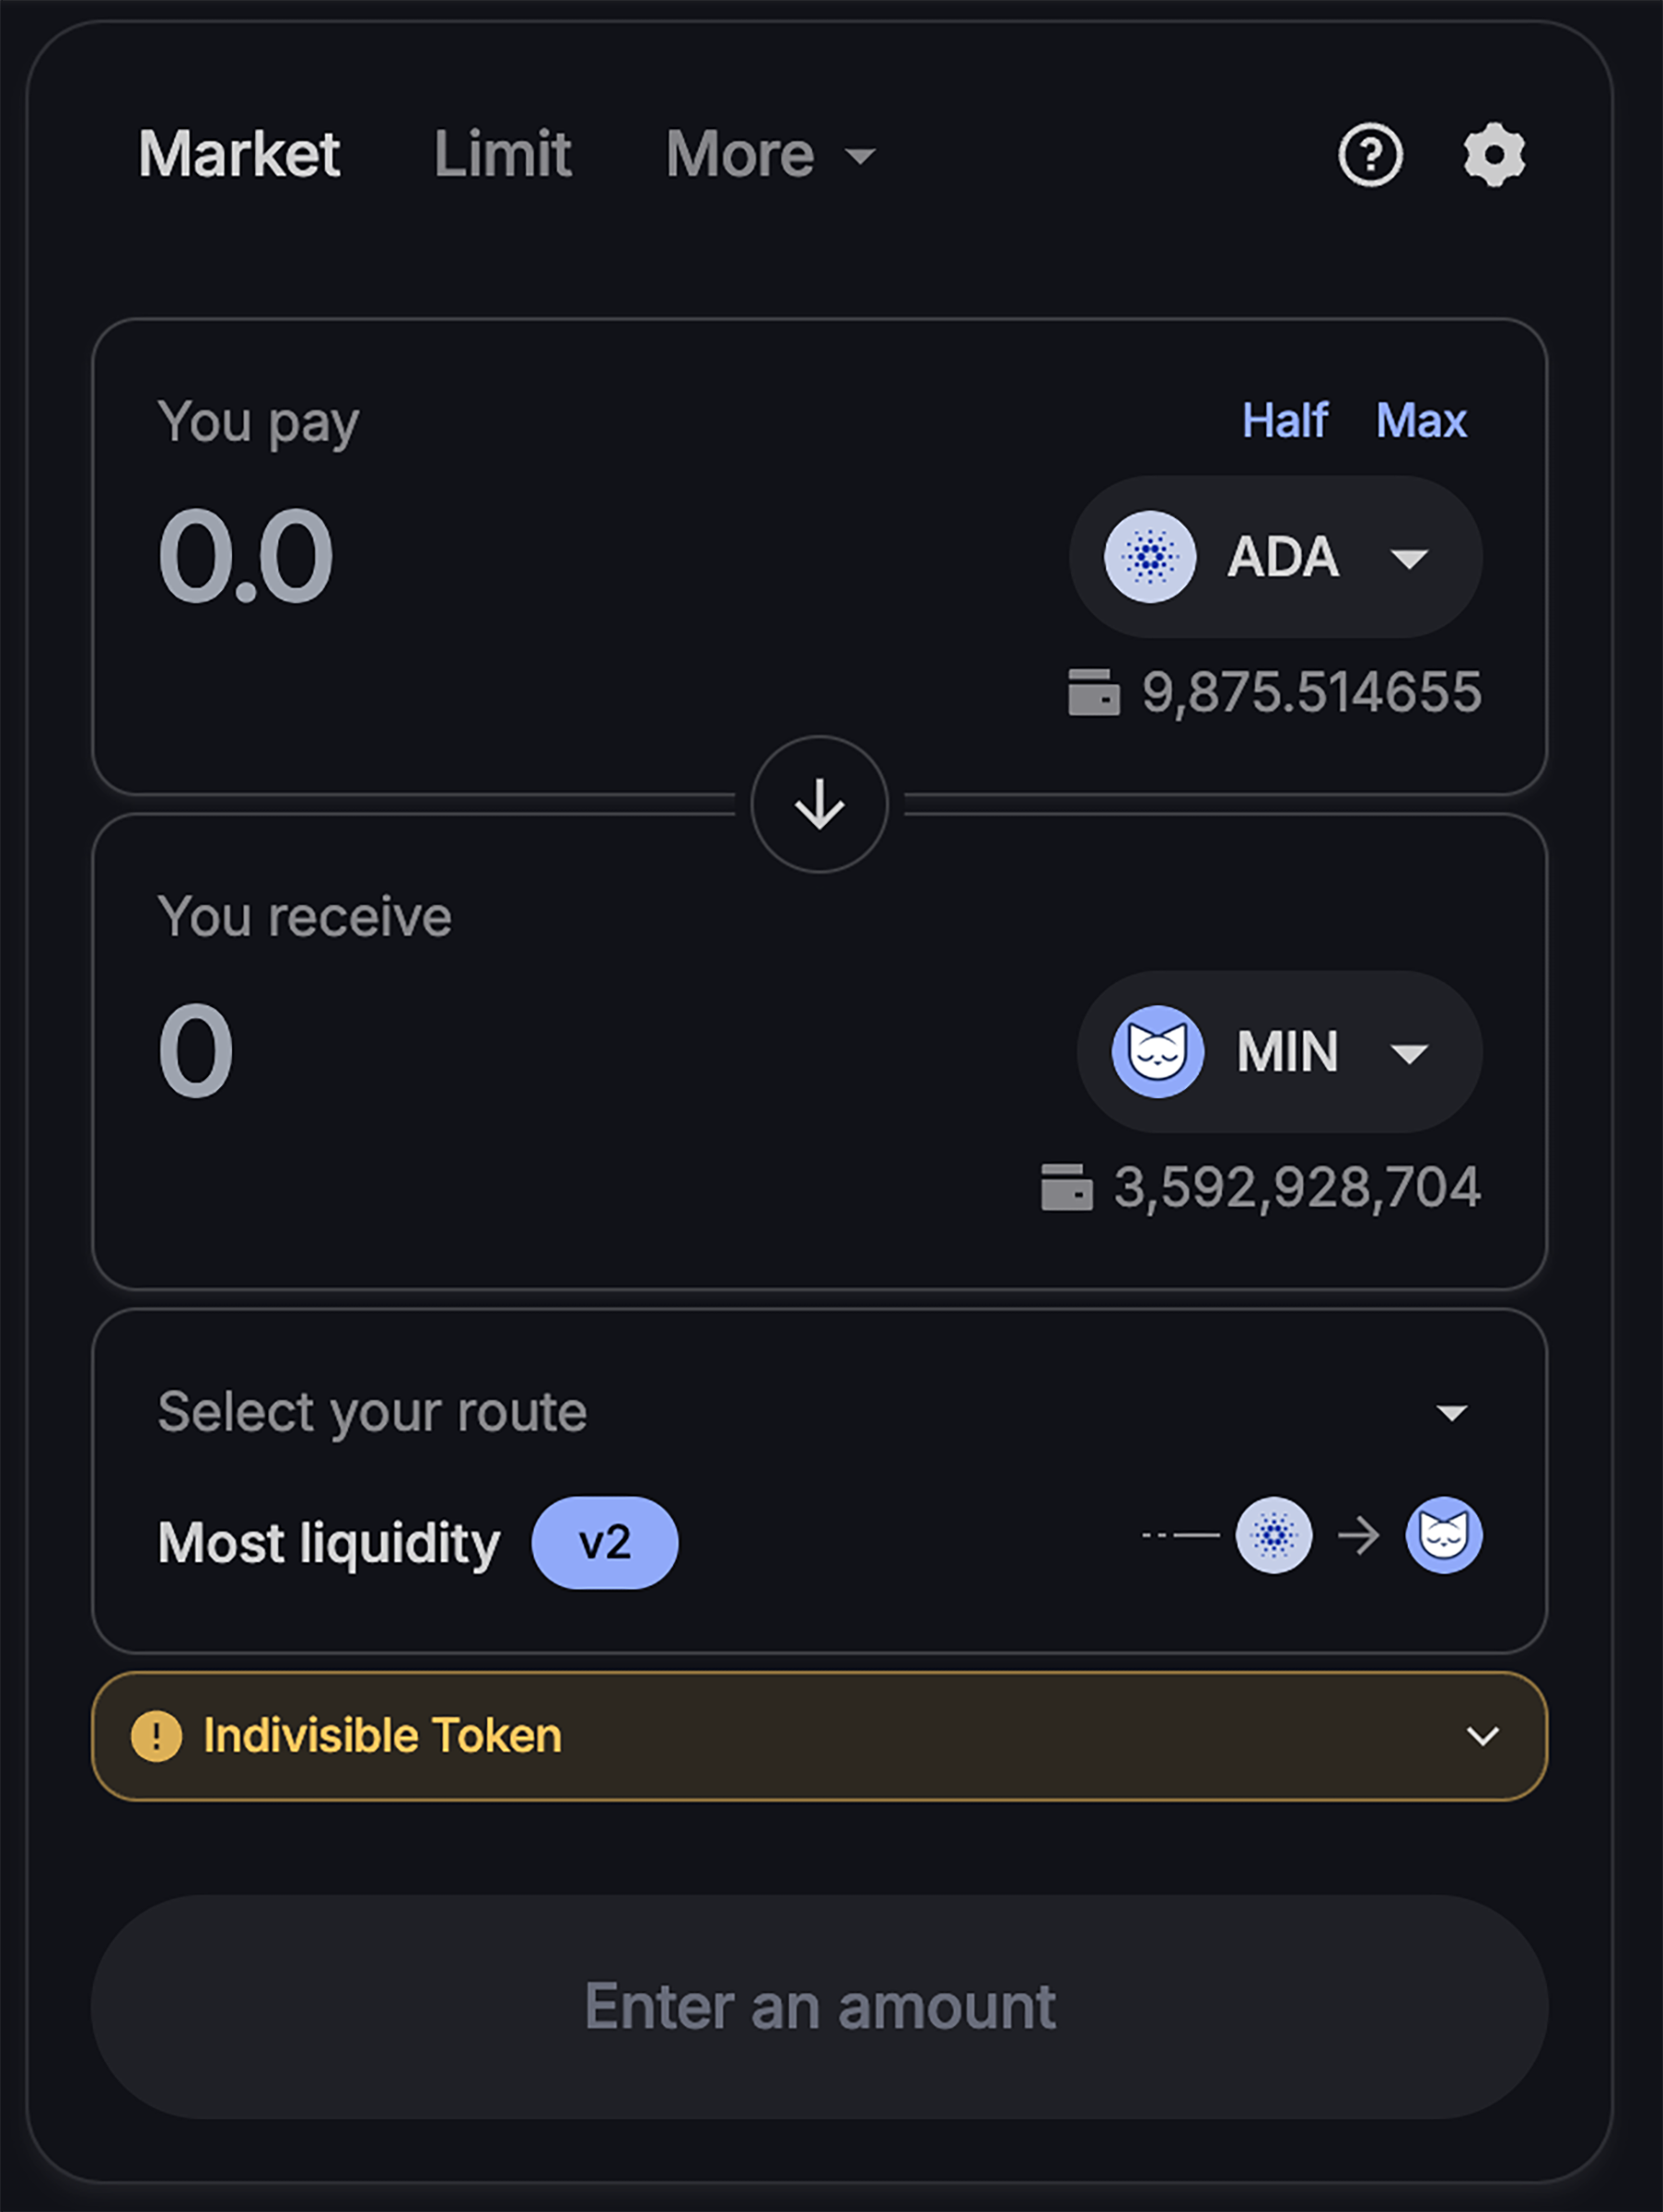 Market Limit More
You pay Half Max
0.0 ADA
9,875.514655
You receive
0 MIN
3,592,928,704
Select your route
Most liquidity v2
Indivisible Token
Enter an amount